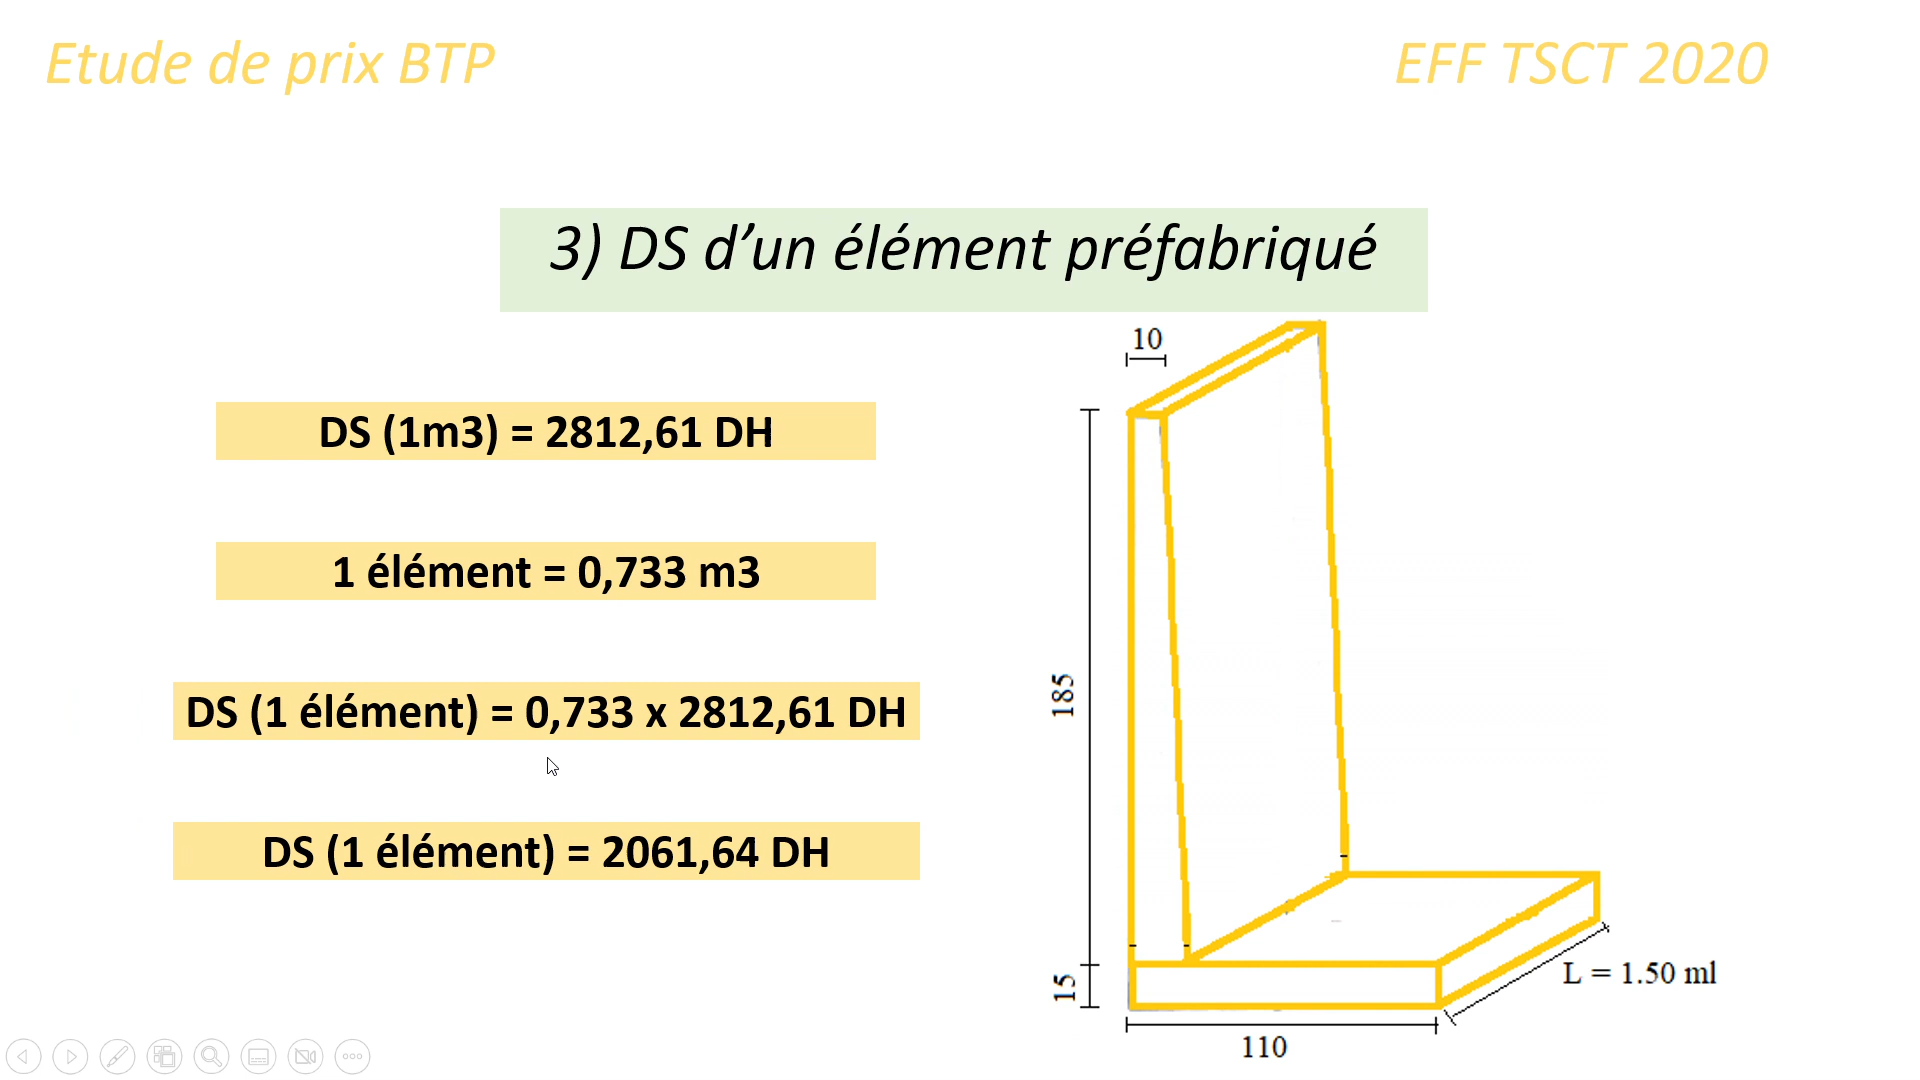 Etude de prix BTP
EFF TSCT 2020
3) DS d’un élément préfabriqué
DS (1m3) = 2812,61 DH
1 élément = 0,733 m3
DS (1 élément) = 0,733 x 2812,61 DH
DS (1 élément) = 2061,64 DH
10
185
15
L = 1.50 ml
110